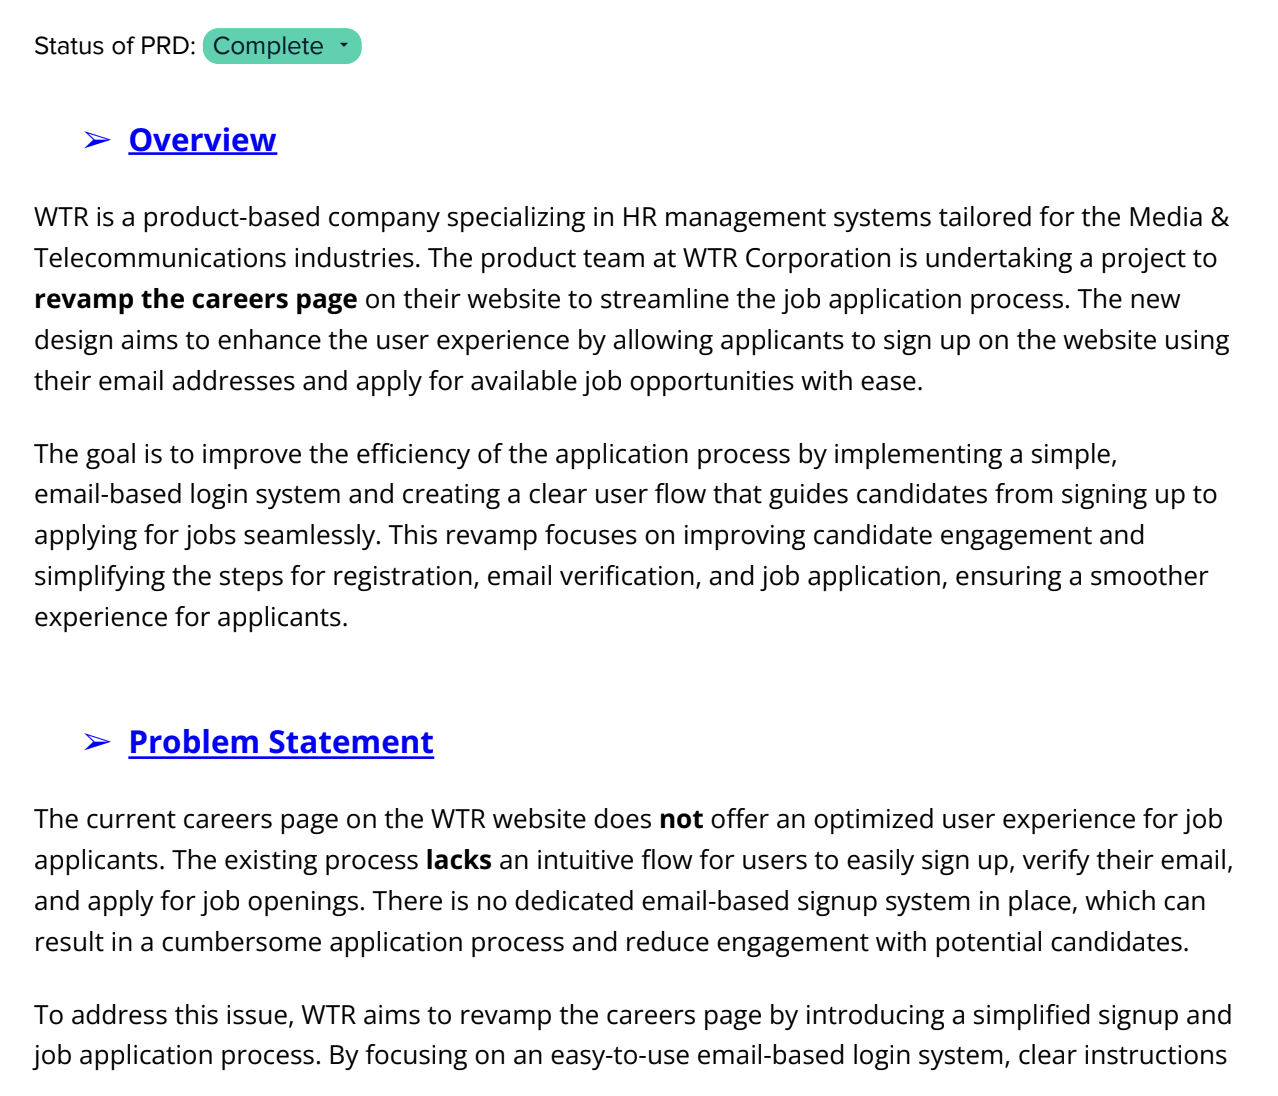 Status of PRD: Complete
➢ Overview
WTR is a product-based company specializing in HR management systems tailored for the Media &
Telecommunications industries. The product team at WTR Corporation is undertaking a project to
revamp the careers page on their website to streamline the job application process. The new
design aims to enhance the user experience by allowing applicants to sign up on the website using
their email addresses and apply for available job opportunities with ease.
The goal is to improve the efficiency of the application process by implementing a simple,
email-based login system and creating a clear user flow that guides candidates from signing up to
applying for jobs seamlessly. This revamp focuses on improving candidate engagement and
simplifying the steps for registration, email verification, and job application, ensuring a smoother
experience for applicants.
➢ Problem Statement
The current careers page on the WTR website does not offer an optimized user experience for job
applicants. The existing process lacks an intuitive flow for users to easily sign up, verify their email,
and apply for job openings. There is no dedicated email-based signup system in place, which can
result in a cumbersome application process and reduce engagement with potential candidates.
To address this issue, WTR aims to revamp the careers page by introducing a simplified signup and
job application process. By focusing on an easy-to-use email-based login system, clear instructions